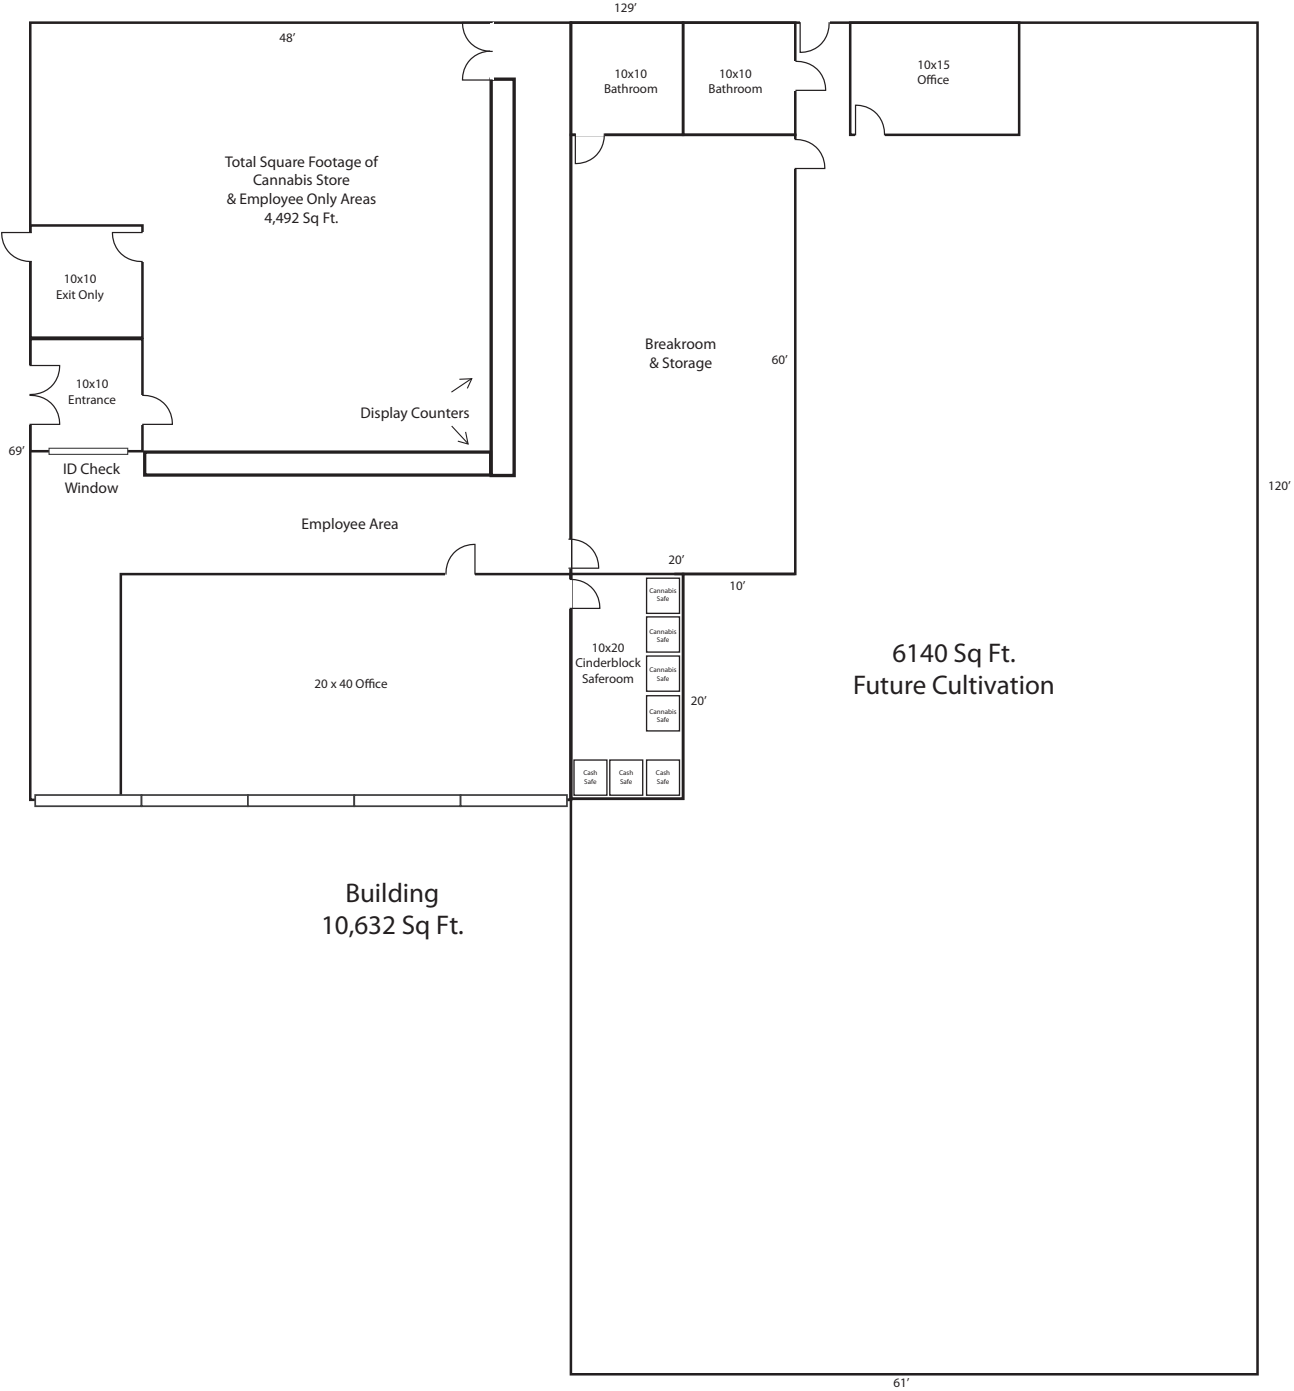 129’
48’
10x10
Bathroom
10x10
Bathroom
10x15
Office
Total Square Footage of
Cannabis Store
& Employee Only Areas
4,492 Sq Ft.
10x10
Exit Only
10x10
Entrance
Breakroom
& Storage
60’
Display Counters
69’
ID Check
Window
120’
Employee Area
20’
10’
Cannabis
Safe
Cannabis
Safe
Cannabis
Safe
Cannabis
Safe
10x20
Cinderblock
Saferoom
20’
20 x 40 Office
6140 Sq Ft.
Future Cultivation
Cash
Safe
Cash
Safe
Cash
Safe
Building
10,632 Sq Ft.
61’